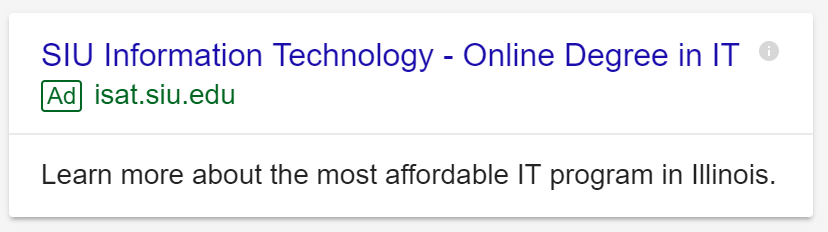 SIU Information Technology - Online Degree in IT
Ad isat.siu.edu
Learn more about the most affordable IT program in Illinois.